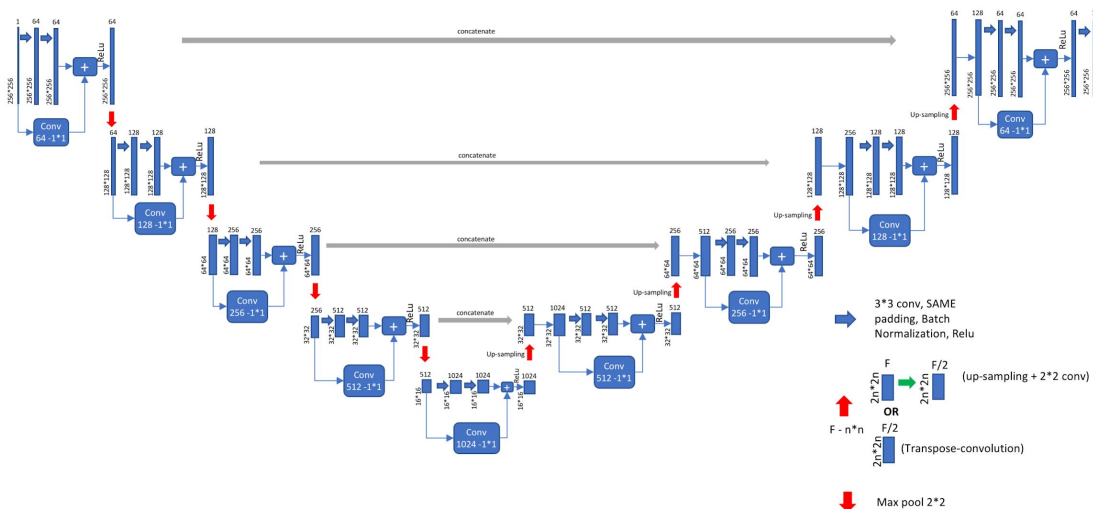 1 64 64 64
256*256 256*256 256*256 256*256
ReLu
+
Conv
64 -1*1
concatenate
64 128 64 64 64
256*256 256*256 256*256 256*256 256*256 256*256
ReLu
+
Conv
64 -1*1
Up-sampling
64 128 128 128
128*128 128*128 128*128 128*128
ReLu
+
Conv
128 -1*1
concatenate
128 256 128 128 128
128*128 128*128 128*128 128*128 128*128
ReLu
+
Conv
128 -1*1
Up-sampling
128 256 256 256
64*64 64*64 64*64 64*64
ReLu
+
Conv
256 -1*1
concatenate
256 512 256 256 256
64*64 64*64 64*64 64*64 64*64
ReLu
+
Conv
256 -1*1
Up-sampling
256 512 512 512
32*32 32*32 32*32 32*32
ReLu
+
Conv
512 -1*1
concatenate
512 1024 512 512 512
32*32 32*32 32*32 32*32 32*32
ReLu
+
Conv
512 -1*1
Up-sampling
512 1024 1024 1024
16*16 16*16 16*16 16*16
ReLu
+
Conv
1024 -1*1
3*3 conv, SAME
padding, Batch
Normalization, Relu
F F/2
2n*2n 2n*2n
(up-sampling + 2*2 conv)
OR
F - n*n
F/2
2n*2n
(Transpose-convolution)
Max pool 2*2